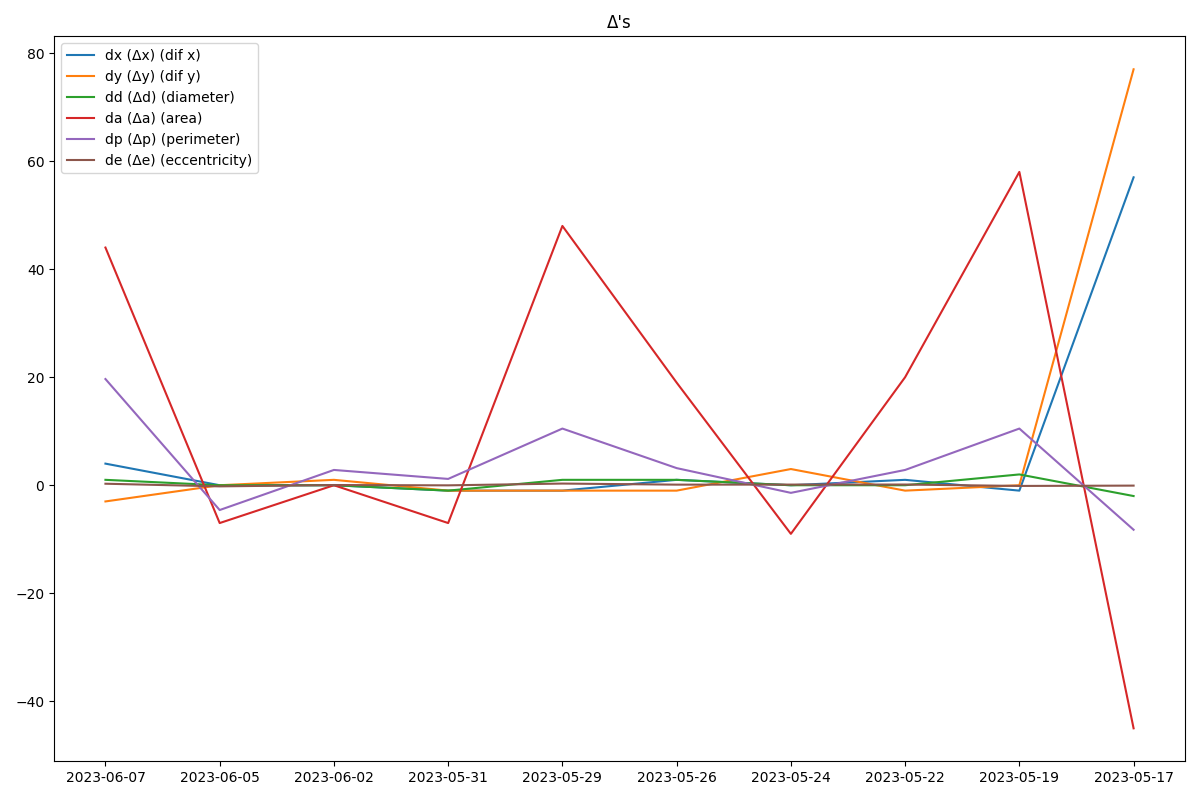 Δ's
dx (Δx) (dif x)
dy (Δy) (dif y)
dd (Δd) (diameter)
da (Δa) (area)
dp (Δp) (perimeter)
de (Δe) (eccentricity)
80
60
40
20
0
−20
−40
2023-06-07 2023-06-05 2023-06-02 2023-05-31 2023-05-29 2023-05-26 2023-05-24 2023-05-22 2023-05-19 2023-05-17